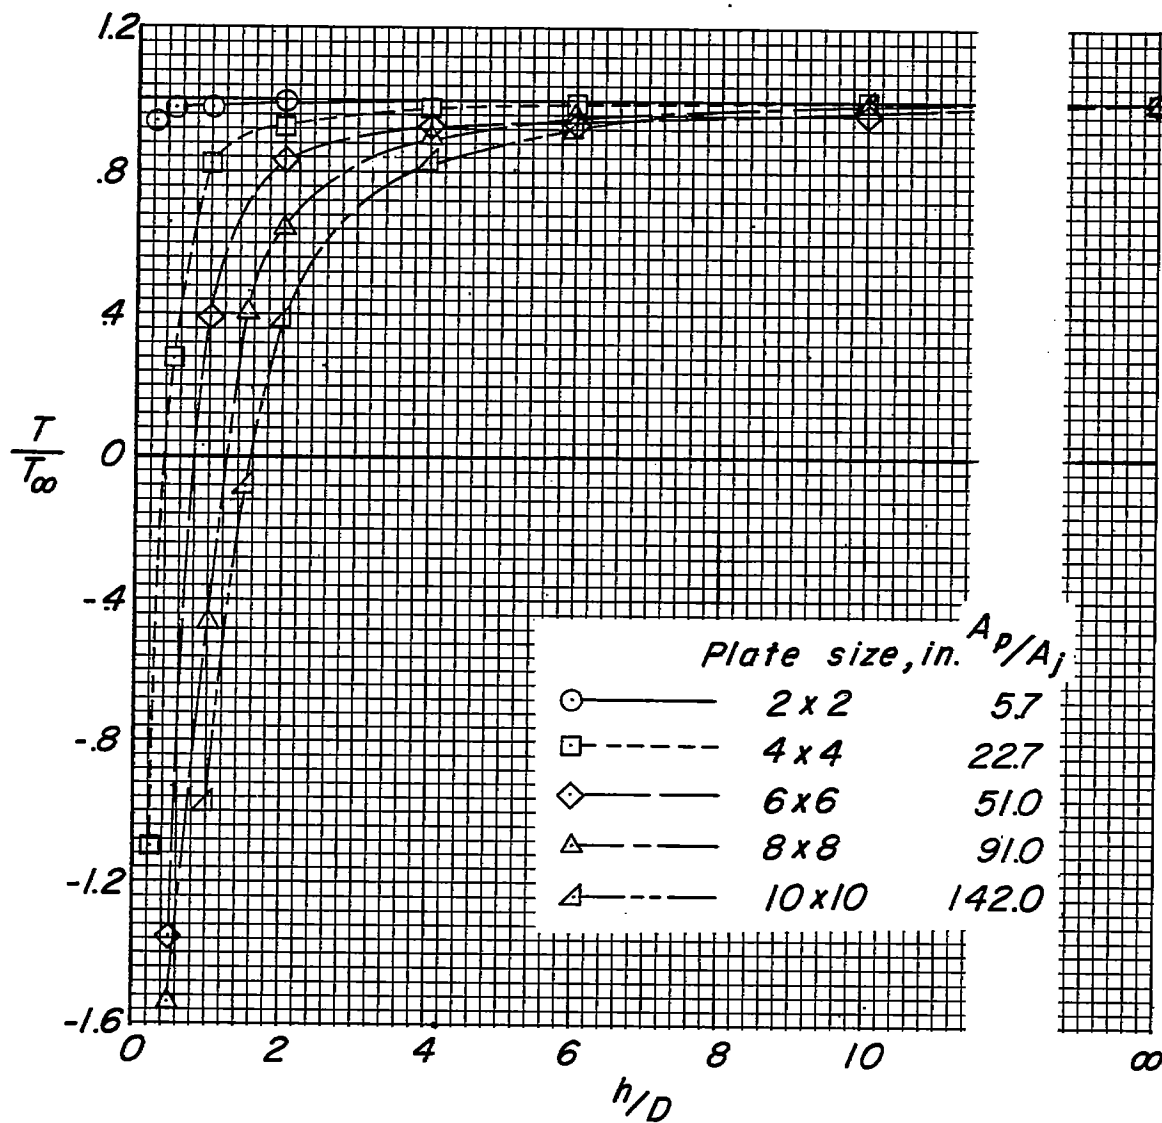 1.2
.8
.4
0
-.4
-.8
-1.2
-1.6
T
T∞
0 2 4 6 8 10 ∞
h/D
Plate size, in. Ap/Aj
2 x 2 5.7
4 x 4 22.7
6 x 6 51.0
8 x 8 91.0
10 x 10 142.0